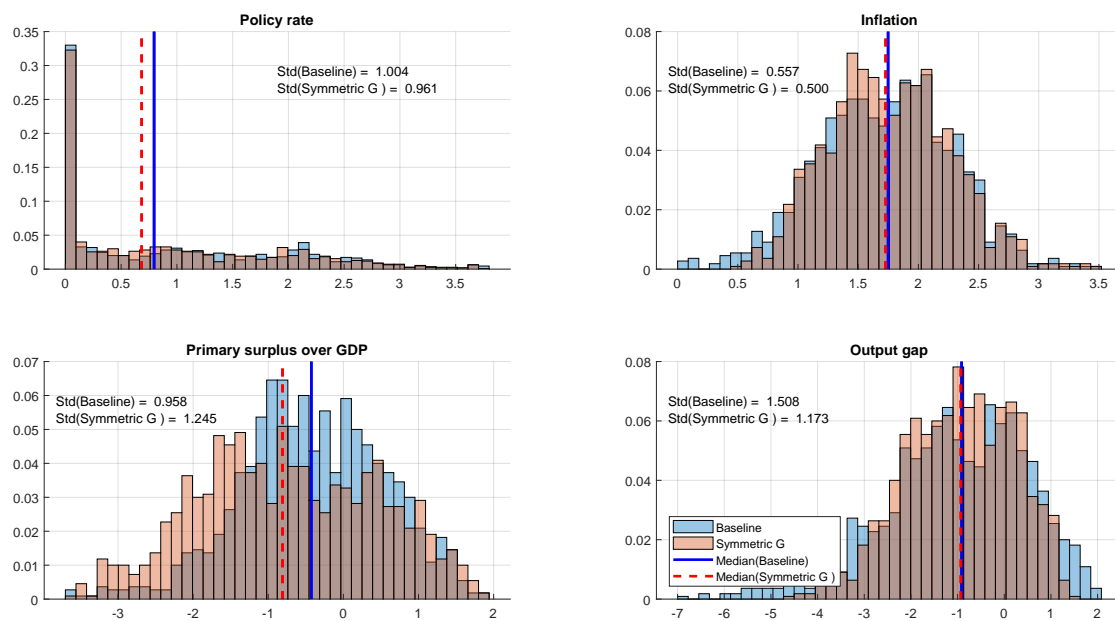 Policy rate
0.35
0.3
0.25
0.2
0.15
0.1
0.05
0
Std(Baseline) = 1.004
Std(Symmetric G ) = 0.961
0 0.5 1 1.5 2 2.5 3 3.5
Inflation
0.08
0.06
0.04
0.02
0
Std(Baseline) = 0.557
Std(Symmetric G ) = 0.500
0 0.5 1 1.5 2 2.5 3 3.5
Primary surplus over GDP
0.07
0.06
0.05
0.04
0.03
0.02
0.01
0
Std(Baseline) = 0.958
Std(Symmetric G ) = 1.245
-3 -2 -1 0 1 2
Output gap
0.08
0.06
0.04
0.02
0
Std(Baseline) = 1.508
Std(Symmetric G ) = 1.173
Baseline
Symmetric G
Median(Baseline)
Median(Symmetric G )
-7 -6 -5 -4 -3 -2 -1 0 1 2